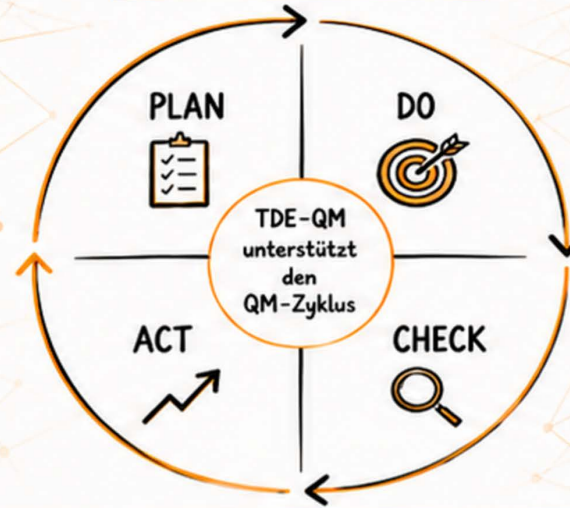 PLAN
DO
TDE-QM
unterstützt
den
QM-Zyklus
ACT
CHECK